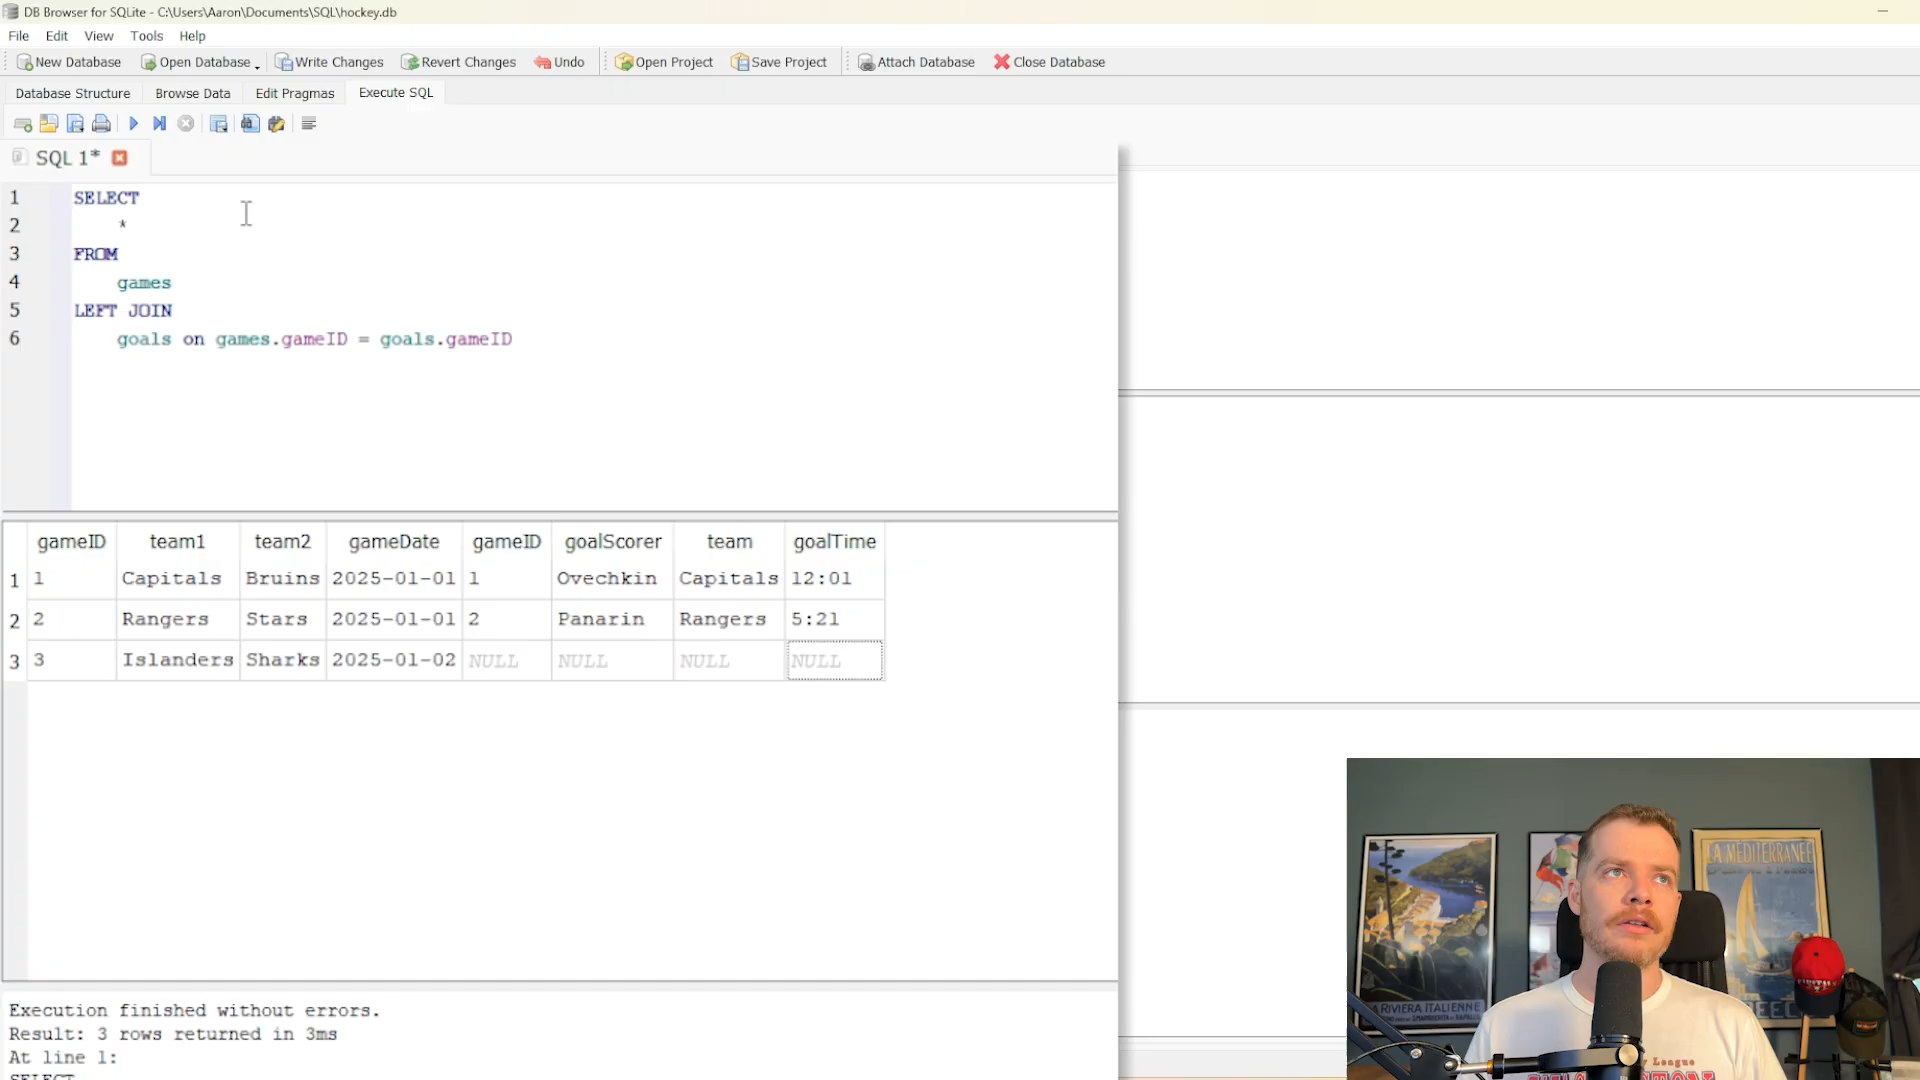 DB Browser for SQLite - C:\Users\Aaron\Documents\SQL\hockey.db
File Edit View Tools Help
New Database Open Database Write Changes Revert Changes Undo Open Project Save Project Attach Database Close Database
Database Structure Browse Data Edit Pragmas Execute SQL
SQL 1*
1 SELECT
2 *
3 FROM
4 games
5 LEFT JOIN
6 goals on games.gameID = goals.gameID
gameID team1 team2 gameDate gameID goalScorer team goalTime
1 1 Capitals Bruins 2025-01-01 1 Ovechkin Capitals 12:01
2 2 Rangers Stars 2025-01-01 2 Panarin Rangers 5:21
3 3 Islanders Sharks 2025-01-02 NULL NULL NULL NULL
Execution finished without errors.
Result: 3 rows returned in 3ms
At line 1:
SELECT
LA MÉDITERRANÉE
LA RIVIERA ITALIENNE
League